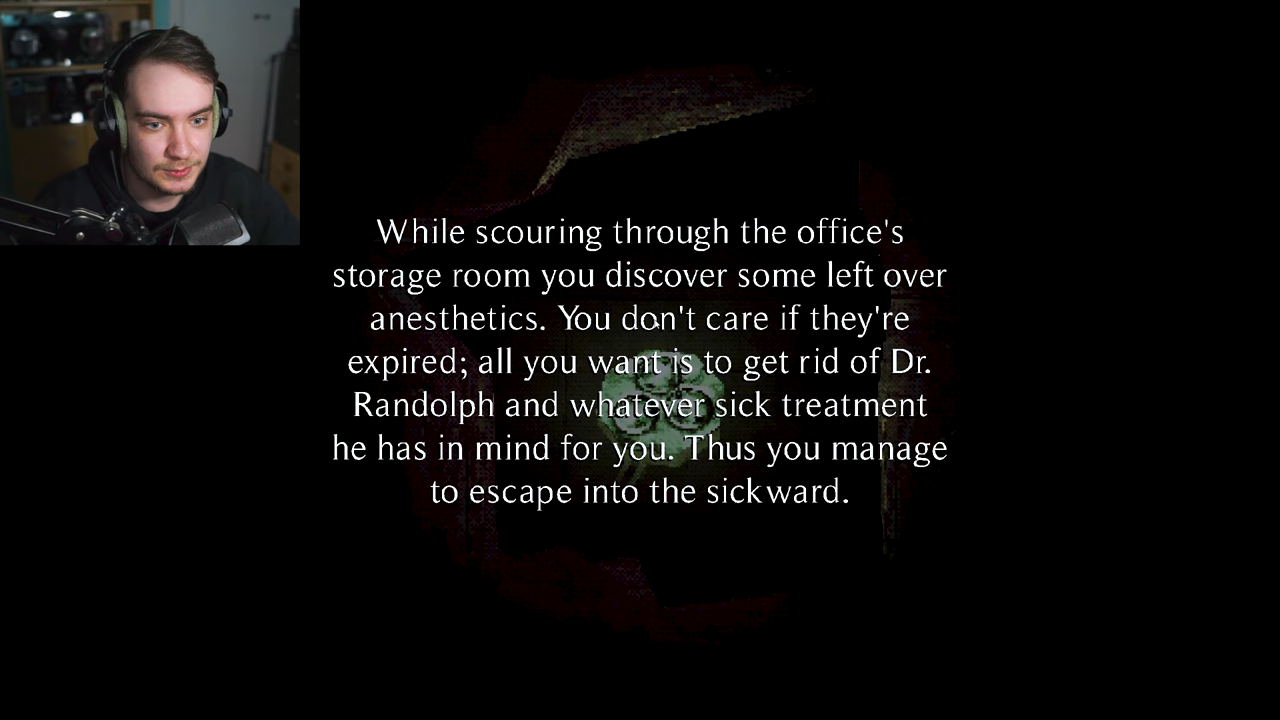 While scouring through the office's
storage room you discover some left over
anesthetics. You don't care if they're
expired; all you want is to get rid of Dr.
Randolph and whatever sick treatment
he has in mind for you. Thus you manage
to escape into the sickward.